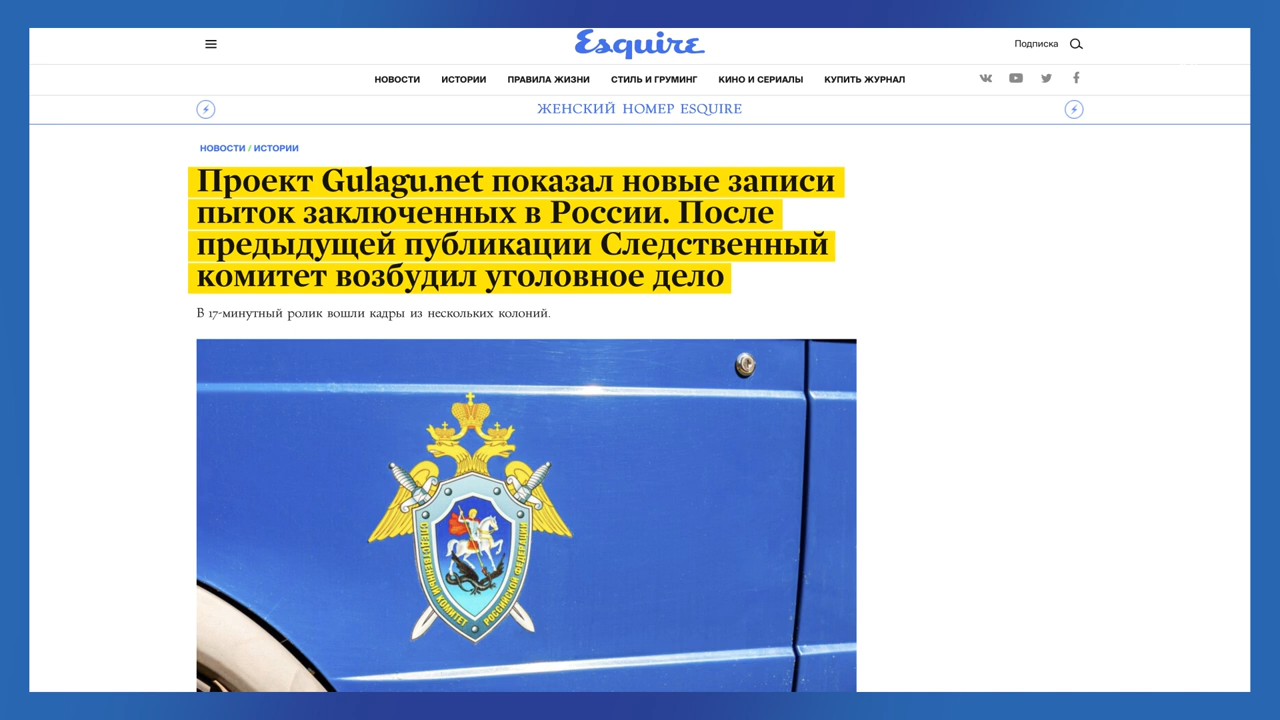 Esquire
Подписка
НОВОСТИ ИСТОРИИ ПРАВИЛА ЖИЗНИ СТИЛЬ И ГРУМИНГ КИНО И СЕРИАЛЫ КУПИТЬ ЖУРНАЛ
ЖЕНСКИЙ НОМЕР ESQUIRE
НОВОСТИ / ИСТОРИИ
Проект Gulagu.net показал новые записи
пыток заключенных в России. После
предыдущей публикации Следственный
комитет возбудил уголовное дело
В 17-минутный ролик вошли кадры из нескольких колоний.
СЛЕДСТВЕННЫЙ КОМИТЕТ РОССИЙСКОЙ ФЕДЕРАЦИИ